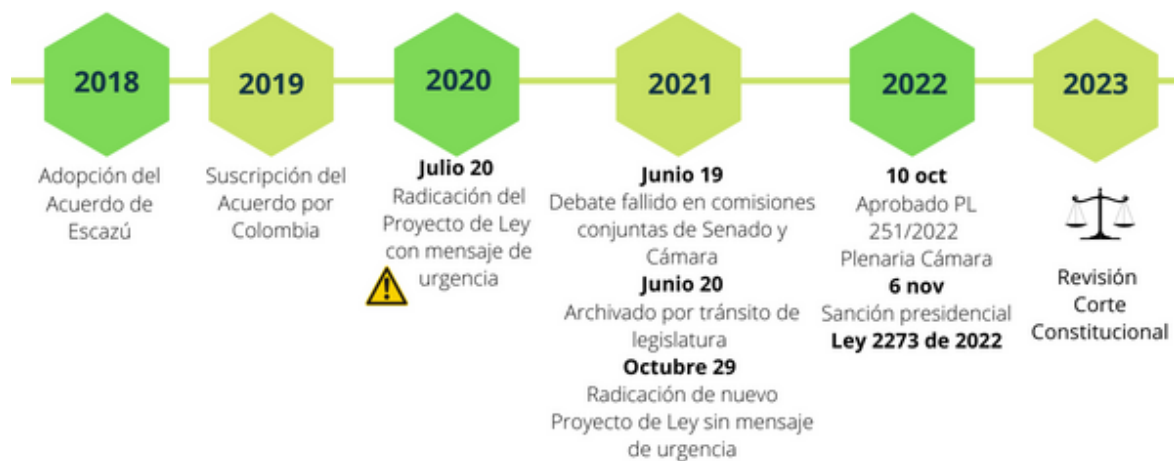 2018
Adopción del
Acuerdo de
Escazú
2019
Suscripción del
Acuerdo por
Colombia
2020
Julio 20
Radicación del
Proyecto de Ley
con mensaje de
urgencia
2021
Junio 19
Debate fallido en comisiones
conjuntas de Senado y
Cámara
Junio 20
Archivado por tránsito de
legislatura
Octubre 29
Radicación de nuevo
Proyecto de Ley sin mensaje
de urgencia
2022
10 oct
Aprobado PL
251/2022
Plenaria Cámara
6 nov
Sanción presidencial
Ley 2273 de 2022
2023
Revisión
Corte
Constitucional